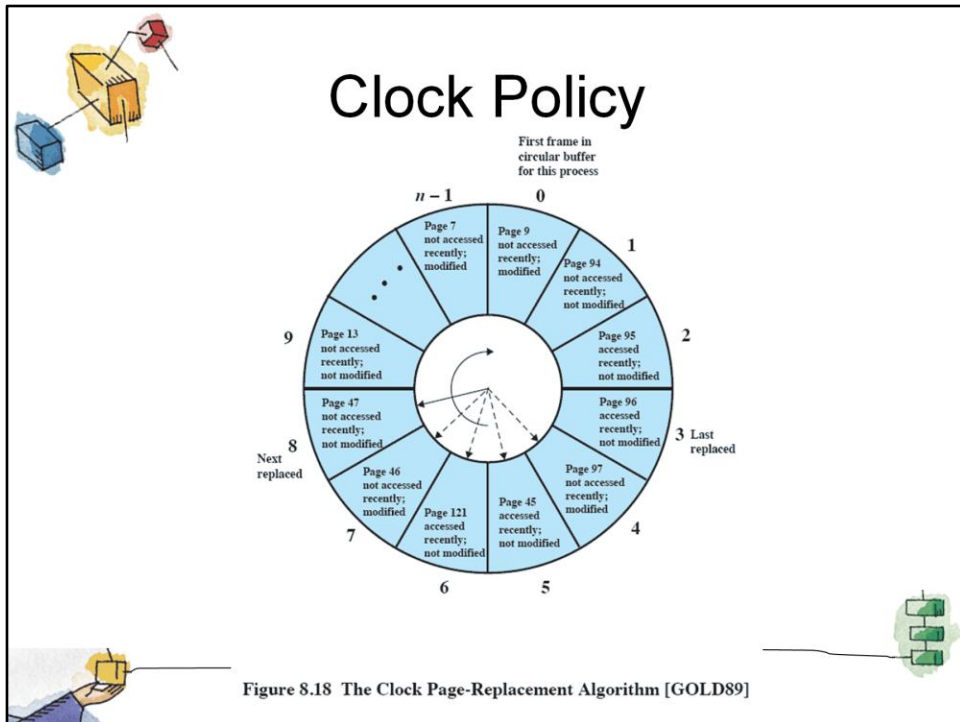 Clock Policy
First frame in
circular buffer
for this process
n – 1
0
Page 7
not accessed
recently;
modified
Page 9
not accessed
recently;
modified
1
Page 94
not accessed
recently;
not modified
2
Page 95
accessed
recently;
not modified
3
Last
replaced
Page 96
accessed
recently;
not modified
4
Page 97
not accessed
recently;
modified
5
Page 45
accessed
recently;
not modified
6
Page 121
accessed
recently;
not modified
7
Page 46
not accessed
recently;
modified
8
Next
replaced
Page 47
not accessed
recently;
not modified
9
Page 13
not accessed
recently;
not modified
Figure 8.18 The Clock Page-Replacement Algorithm [GOLD89]